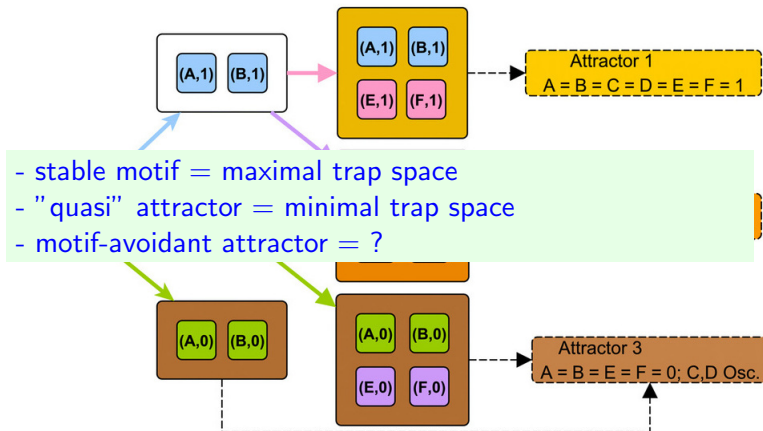 (A,1) (B,1)
(A,1) (B,1)
(E,1) (F,1)
Attractor 1
A = B = C = D = E = F = 1
- stable motif = maximal trap space
- "quasi" attractor = minimal trap space
- motif-avoidant attractor = ?
(A,0) (B,0)
(A,0) (B,0)
(E,0) (F,0)
Attractor 3
A = B = E = F = 0; C,D Osc.